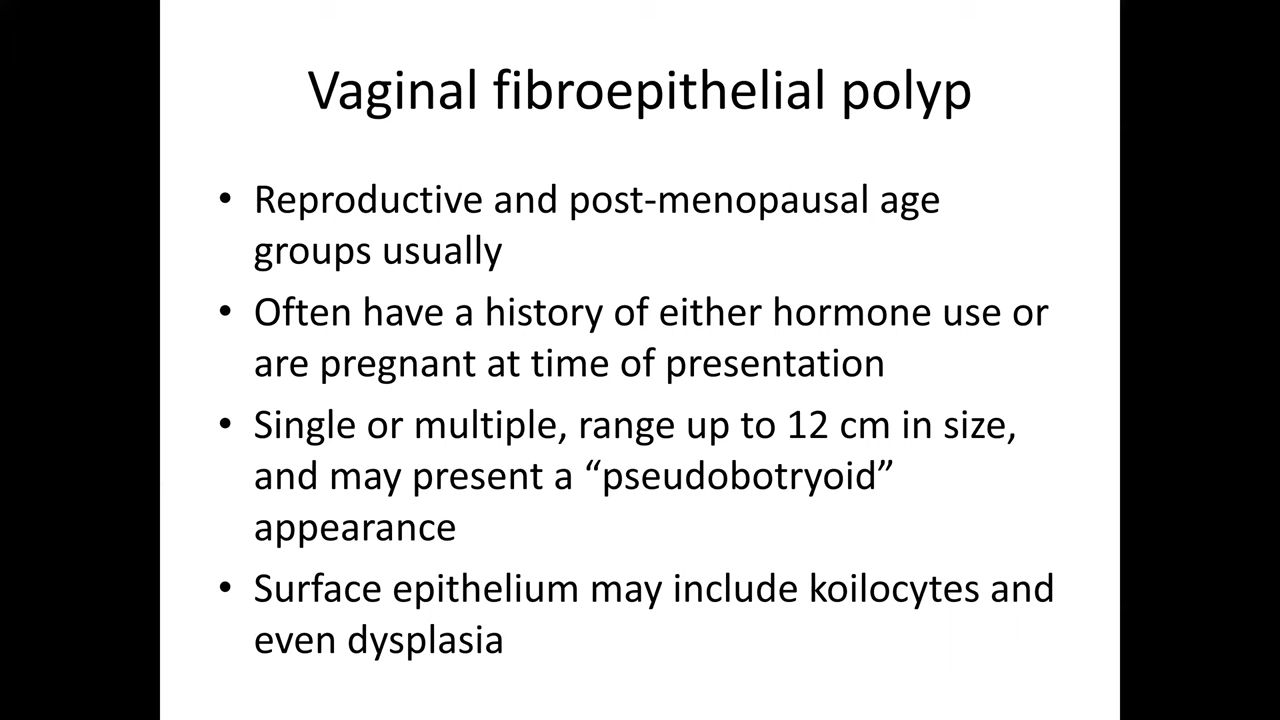 Vaginal fibroepithelial polyp
• Reproductive and post-menopausal age
groups usually
• Often have a history of either hormone use or
are pregnant at time of presentation
• Single or multiple, range up to 12 cm in size,
and may present a “pseudobotryoid”
appearance
• Surface epithelium may include koilocytes and
even dysplasia